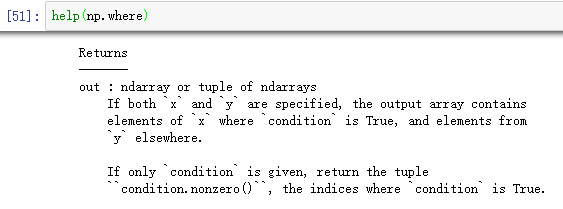 [51]: help(np.where)
Returns
-------
out : ndarray or tuple of ndarrays
If both `x` and `y` are specified, the output array contains
elements of `x` where `condition` is True, and elements from
`y` elsewhere.
If only `condition` is given, return the tuple
``condition.nonzero()``, the indices where `condition` is True.